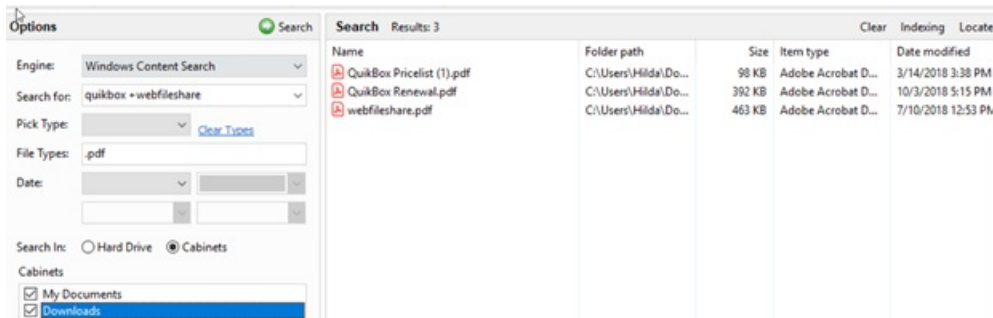 Options
Search
Engine: Windows Content Search
Search for: quikbox +webfileshare
Pick Type:
Clear Types
File Types: .pdf
Date:
Search In: Hard Drive Cabinets
Cabinets
My Documents
Downloads
Search Results: 3
Clear Indexing Locate
Name Folder path Size Item type Date modified
QuikBox Pricelist (1).pdf C:\Users\Hilda\Do... 98 KB Adobe Acrobat D... 3/14/2018 3:38 PM
QuikBox Renewal.pdf C:\Users\Hilda\Do... 392 KB Adobe Acrobat D... 10/3/2018 5:15 PM
webfileshare.pdf C:\Users\Hilda\Do... 463 KB Adobe Acrobat D... 7/10/2018 12:53 PM